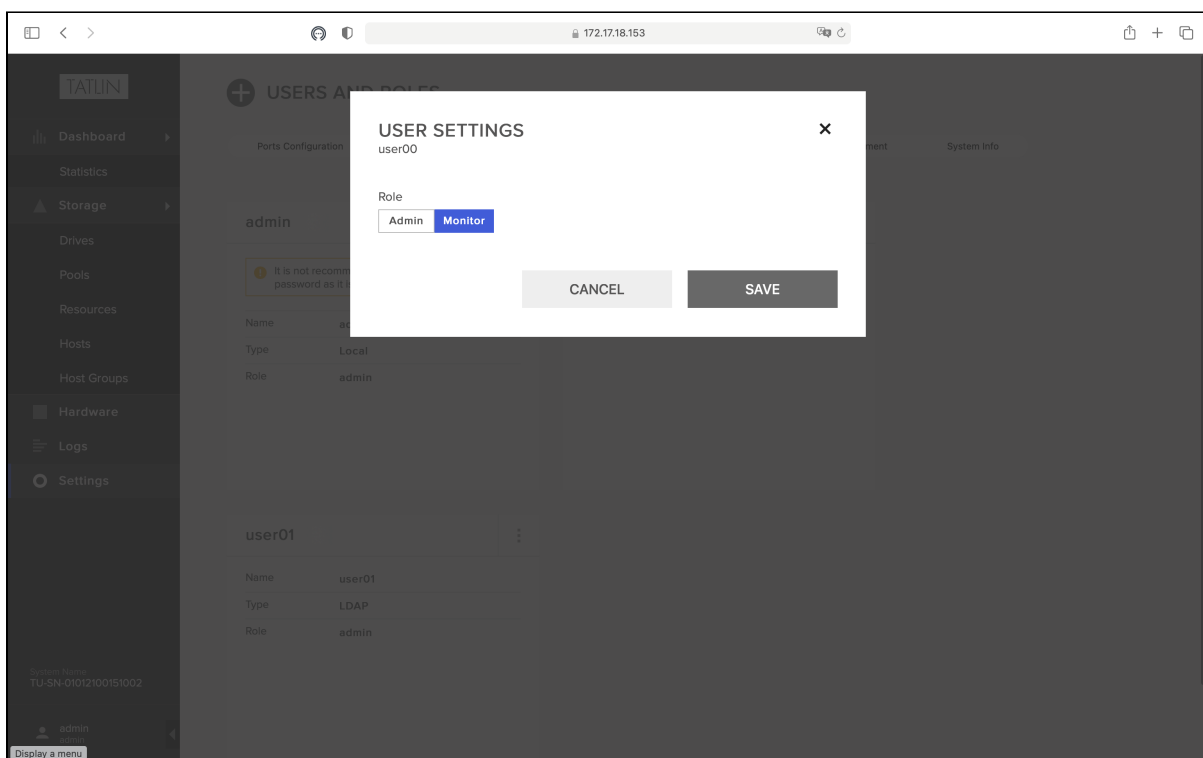 172.17.18.153
TATLIN
Dashboard
Statistics
Storage
Drives
Pools
Resources
Hosts
Host Groups
Hardware
Logs
Settings
System Name
TU-SN-01012100151002
admin
admin
Display a menu
USERS AND ROLES
Ports Configuration
System Info
USER SETTINGS
user00
Role
Admin Monitor
CANCEL SAVE
admin
It is not
password as it
Name
Type Local
Role admin
user01
Name user01
Type LDAP
Role admin